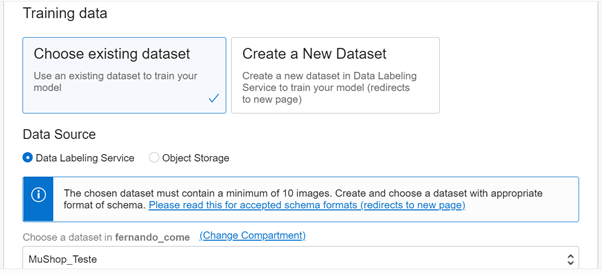 Training data
Choose existing dataset
Use an existing dataset to train your
model
Create a New Dataset
Create a new dataset in Data Labeling
Service to train your model (redirects
to new page)
Data Source
Data Labeling Service
Object Storage
The chosen dataset must contain a minimum of 10 images. Create and choose a dataset with appropriate
format of schema. Please read this for accepted schema formats (redirects to new page)
Choose a dataset in fernando_come (Change Compartment)
MuShop_Teste